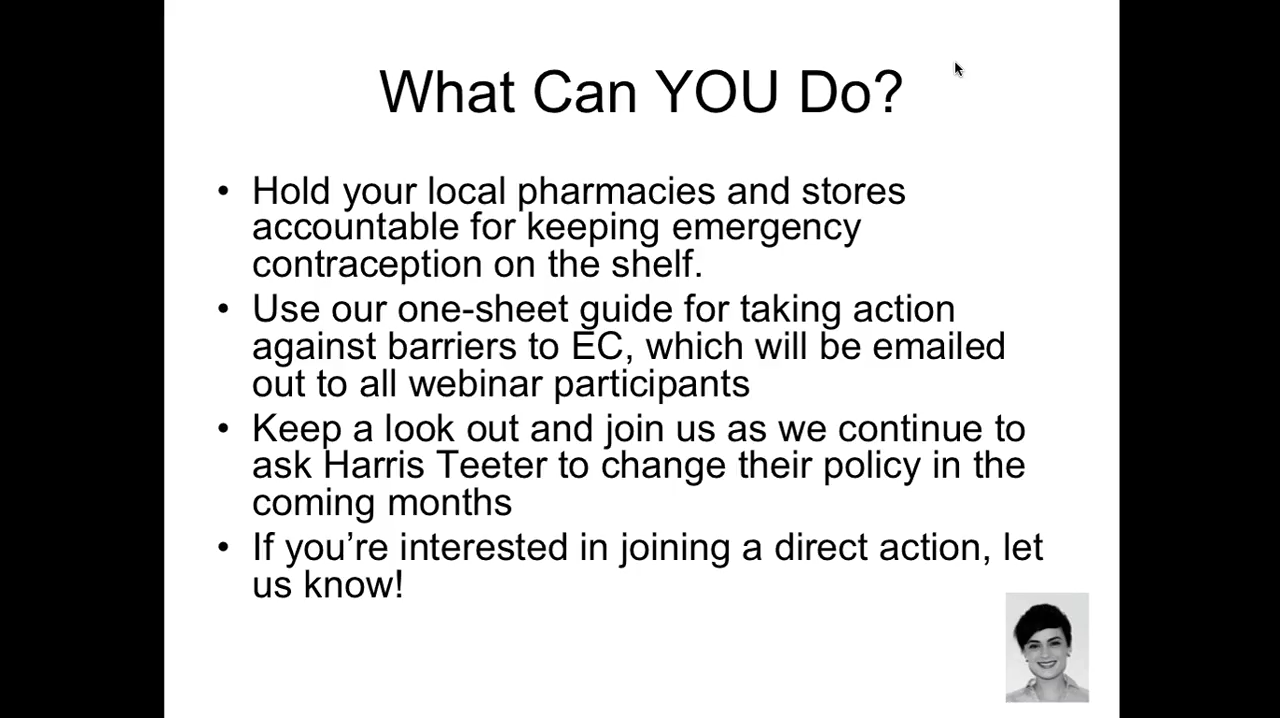 What Can YOU Do?
• Hold your local pharmacies and stores
accountable for keeping emergency
contraception on the shelf.
• Use our one-sheet guide for taking action
against barriers to EC, which will be emailed
out to all webinar participants
• Keep a look out and join us as we continue to
ask Harris Teeter to change their policy in the
coming months
• If you’re interested in joining a direct action, let
us know!